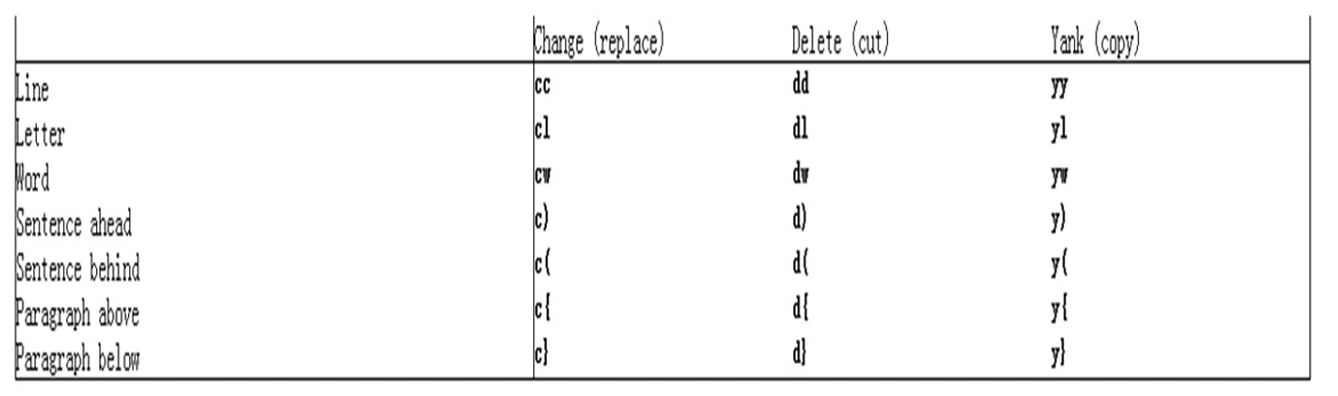 Change (replace) Delete (cut) Yank (copy)
Line cc dd yy
Letter cl dl yl
Word cw dw yw
Sentence ahead c) d) y)
Sentence behind c( d( y(
Paragraph above c{ d{ y{
Paragraph below c} d} y}